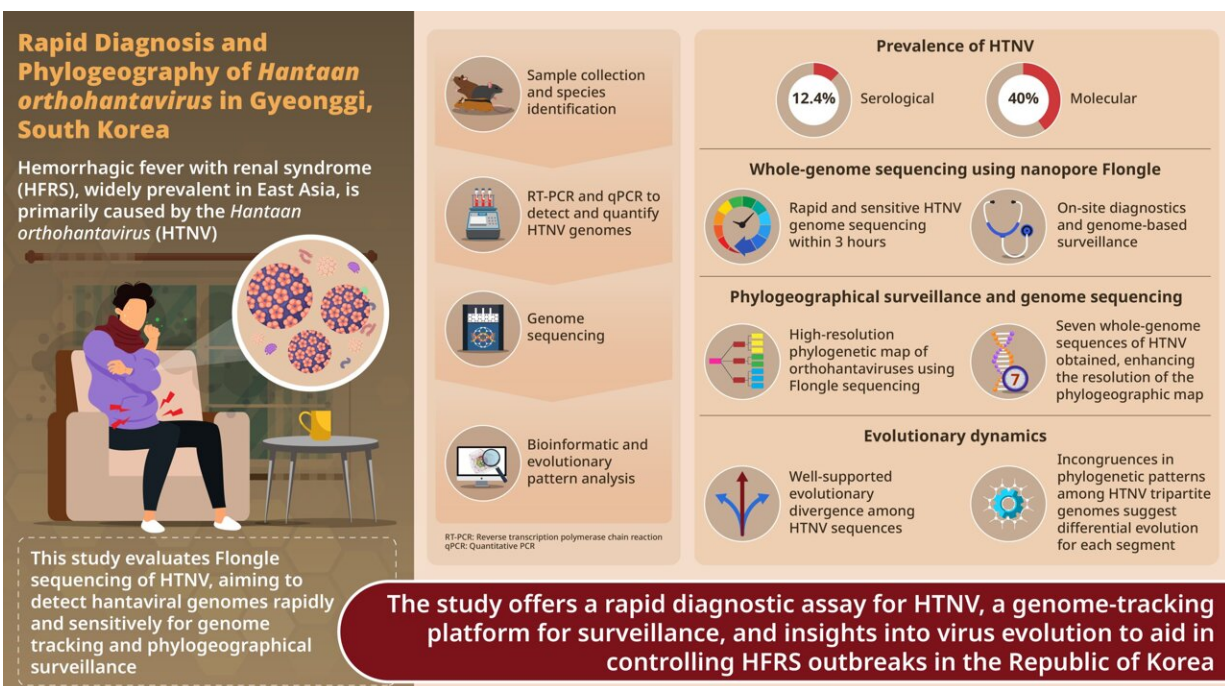 Rapid Diagnosis and
Phylogeography of Hantaan
orthohantavirus in Gyeonggi,
South Korea
Hemorrhagic fever with renal syndrome
(HFRS), widely prevalent in East Asia, is
primarily caused by the Hantaan
orthohantavirus (HTNV)
This study evaluates Flongle
sequencing of HTNV, aiming to
detect hantaviral genomes rapidly
and sensitively for genome
tracking and phylogeographical
surveillance
Sample collection
and species
identification
RT-PCR and qPCR to
detect and quantify
HTNV genomes
Genome
sequencing
Bioinformatic and
evolutionary
pattern analysis
RT-PCR: Reverse transcription polymerase chain reaction
qPCR: Quantitative PCR
Prevalence of HTNV
12.4%
Serological
40%
Molecular
Whole-genome sequencing using nanopore Flongle
Rapid and sensitive HTNV
genome sequencing
within 3 hours
On-site diagnostics
and genome-based
surveillance
Phylogeographical surveillance and genome sequencing
High-resolution
phylogenetic map of
orthohantaviruses using
Flongle sequencing
7
Seven whole-genome
sequences of HTNV
obtained, enhancing
the resolution of the
phylogeographic map
Evolutionary dynamics
Well-supported
evolutionary
divergence among
HTNV sequences
Incongruences in
phylogenetic patterns
among HTNV tripartite
genomes suggest
differential evolution
for each segment
The study offers a rapid diagnostic assay for HTNV, a genome-tracking
platform for surveillance, and insights into virus evolution to aid in
controlling HFRS outbreaks in the Republic of Korea